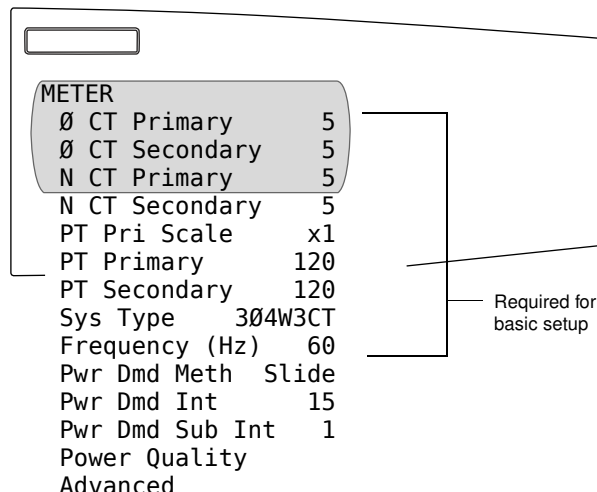 METER
Ø CT Primary 5
Ø CT Secondary 5
N CT Primary 5
N CT Secondary 5
PT Pri Scale x1
PT Primary 120
PT Secondary 120
Sys Type 3Ø4W3CT
Frequency (Hz) 60
Pwr Dmd Meth Slide
Pwr Dmd Int 15
Pwr Dmd Sub Int 1
Power Quality
Advanced
Required for
basic setup